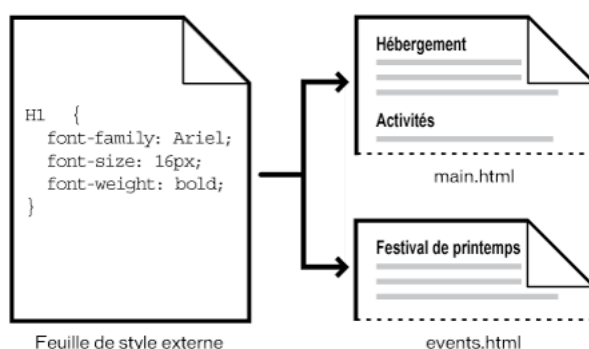 H1 {
font-family: Ariel;
font-size: 16px;
font-weight: bold;
}
Feuille de style externe
Hébergement
Activités
main.html
Festival de printemps
events.html